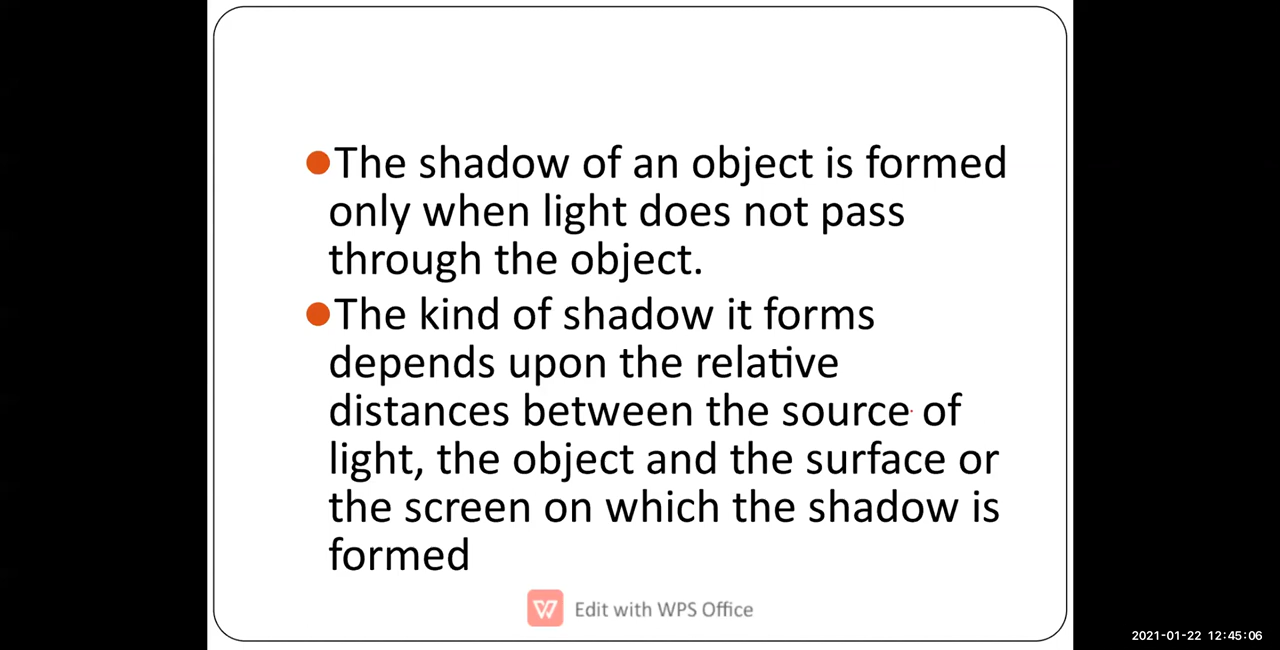 ●The shadow of an object is formed
only when light does not pass
through the object.
●The kind of shadow it forms
depends upon the relative
distances between the source of
light, the object and the surface or
the screen on which the shadow is
formed
Edit with WPS Office
2021-01-22 12:45:06